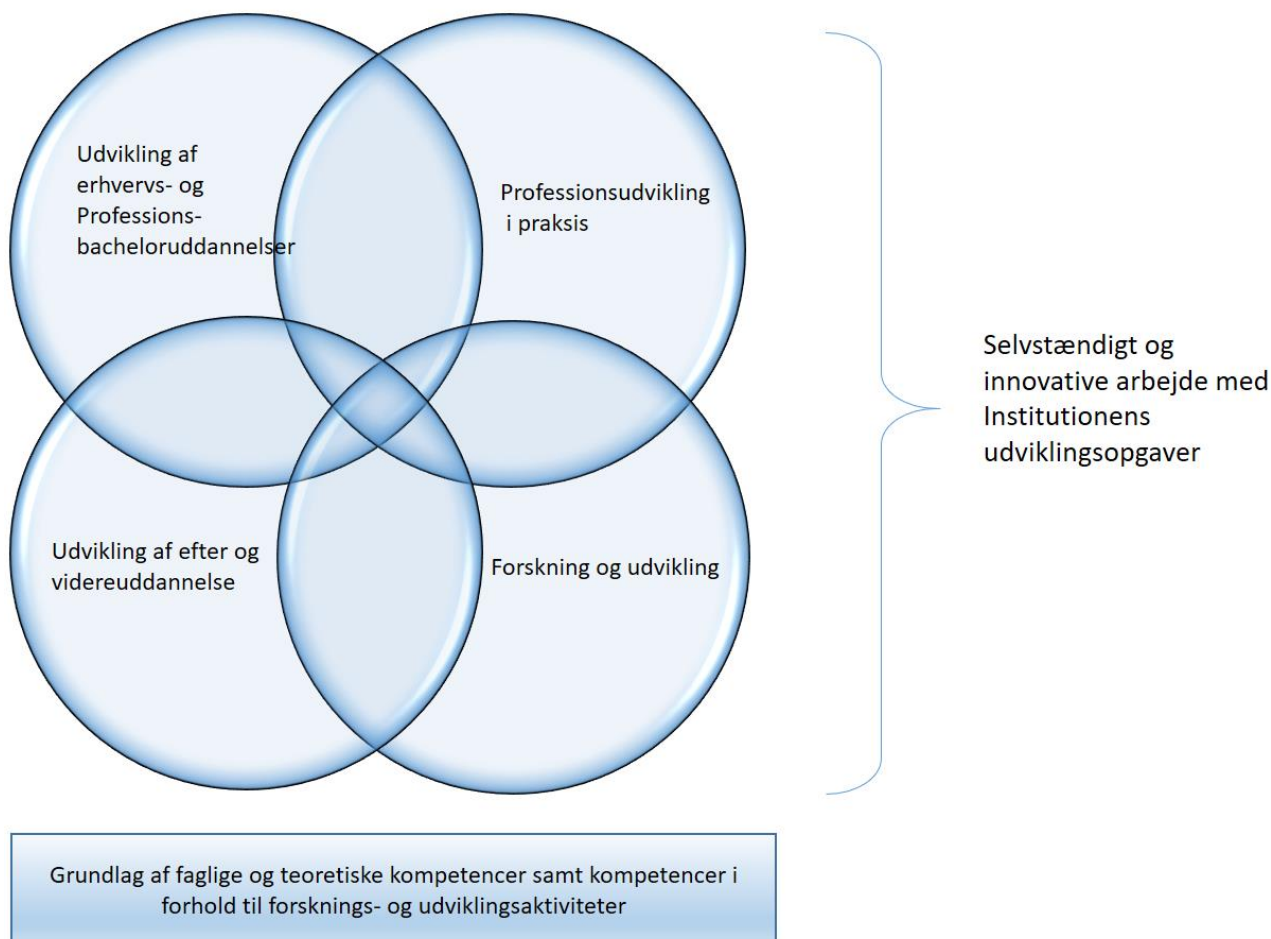 Udvikling af
erhvervs- og
Professions-
bacheloruddannelser
Professionsudvikling
i praksis
Selvstændigt og
innovative arbejde med
Institutionens
udviklingsopgaver
Udvikling af efter og
videreuddannelse
Forskning og udvikling
Grundlag af faglige og teoretiske kompetencer samt kompetencer i
forhold til forsknings- og udviklingsaktiviteter